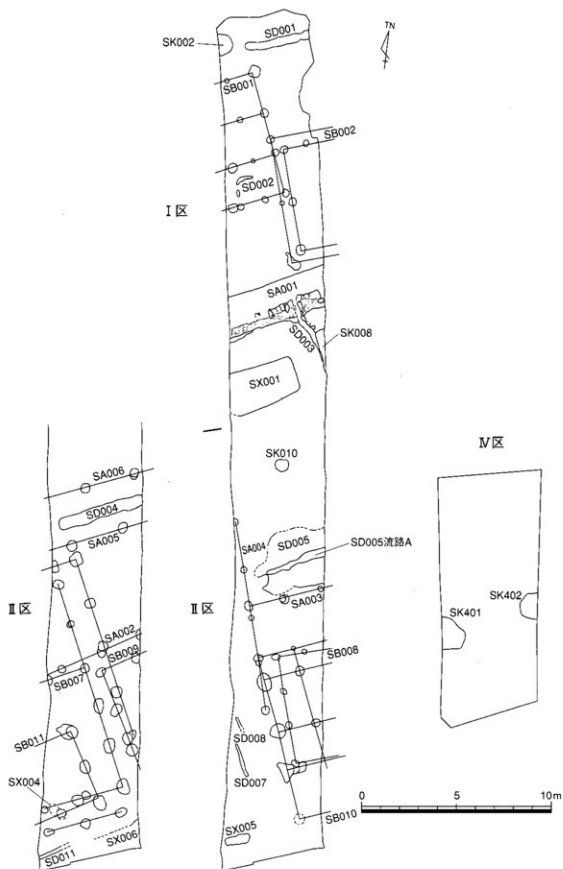 TN
SK002
SD001
SB001
SB002
SD002
Ⅰ区
SA001
SD003
SK008
SX001
SK010
SA004
SD005
SD005流路A
SA003
Ⅱ区
SB008
SD008
SD007
SX005
SB010
SA006
SD004
SA005
Ⅱ区
SA002
SB009
SB007
SB011
SX004
SX006
SD011
Ⅳ区
SK402
SK401
0 5 10m